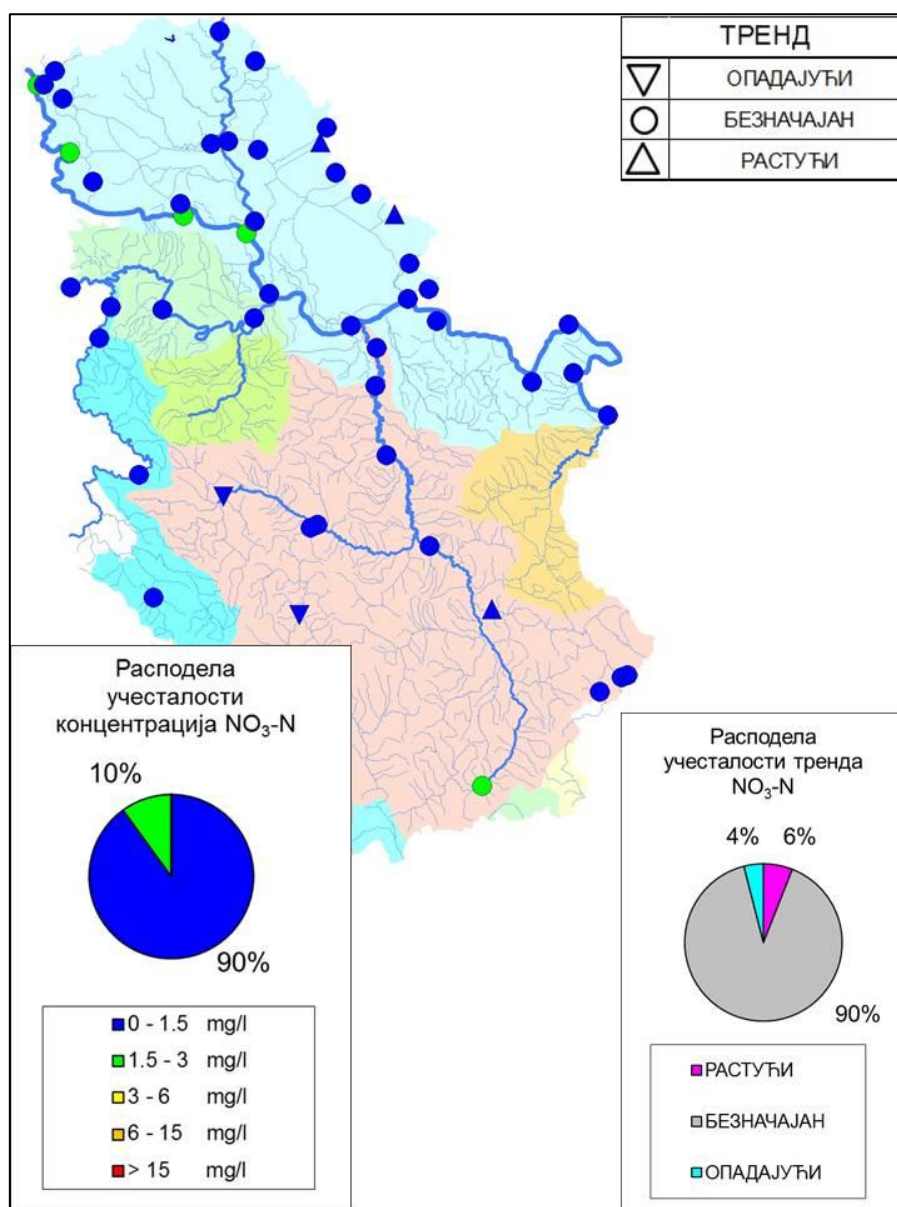 ТРЕНД
ОПАДАЈУЋИ
БЕЗНАЧАЈАН
РАСТУЋИ
Расподела
учесталости
концентрација NO₃-N
10%
90%
0 - 1.5 mg/l
1.5 - 3 mg/l
3 - 6 mg/l
6 - 15 mg/l
> 15 mg/l
Расподела
учесталости тренда
NO₃-N
4% 6%
90%
РАСТУЋИ
БЕЗНАЧАЈАН
ОПАДАЈУЋИ